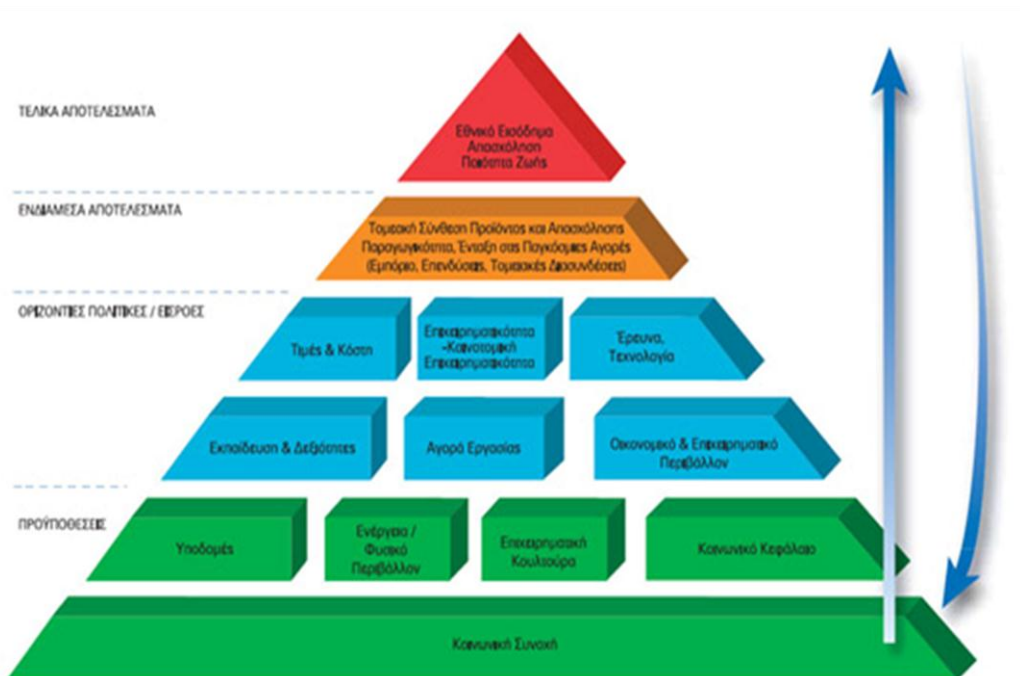 ΤΕΛΙΚΑ ΑΠΟΤΕΛΕΣΜΑΤΑ
Εθνικό Εισόδημα
Απασχόληση
Ποιότητα Ζωής
ΕΝΔΙΑΜΕΣΑ ΑΠΟΤΕΛΕΣΜΑΤΑ
Τομεακή Σύνθεση Προϊόντος και Απασχόλησης
Παραγωγικότητα, Ένταξη στις Παγκόσμιες Αγορές
(Εμπόριο, Επενδύσεις, Τομεακές Διασυνδέσεις)
ΟΡΙΖΟΝΤΙΕΣ ΠΟΛΙΤΙΚΕΣ / ΕΙΣΡΟΕΣ
Τιμές & Κόστη
Επιχειρηματικότητα
–Καινοτομική
Επιχειρηματικότητα
Έρευνα,
Τεχνολογία
Εκπαίδευση & Δεξιότητες
Αγορά Εργασίας
Οικονομικό & Επιχειρηματικό
Περιβάλλον
ΠΡΟΫΠΟΘΕΣΕΙΣ
Υποδομές
Ενέργεια /
Φυσικό
Περιβάλλον
Επιχειρηματική
Κουλτούρα
Κοινωνικό Κεφάλαιο
Κοινωνική Συνοχή